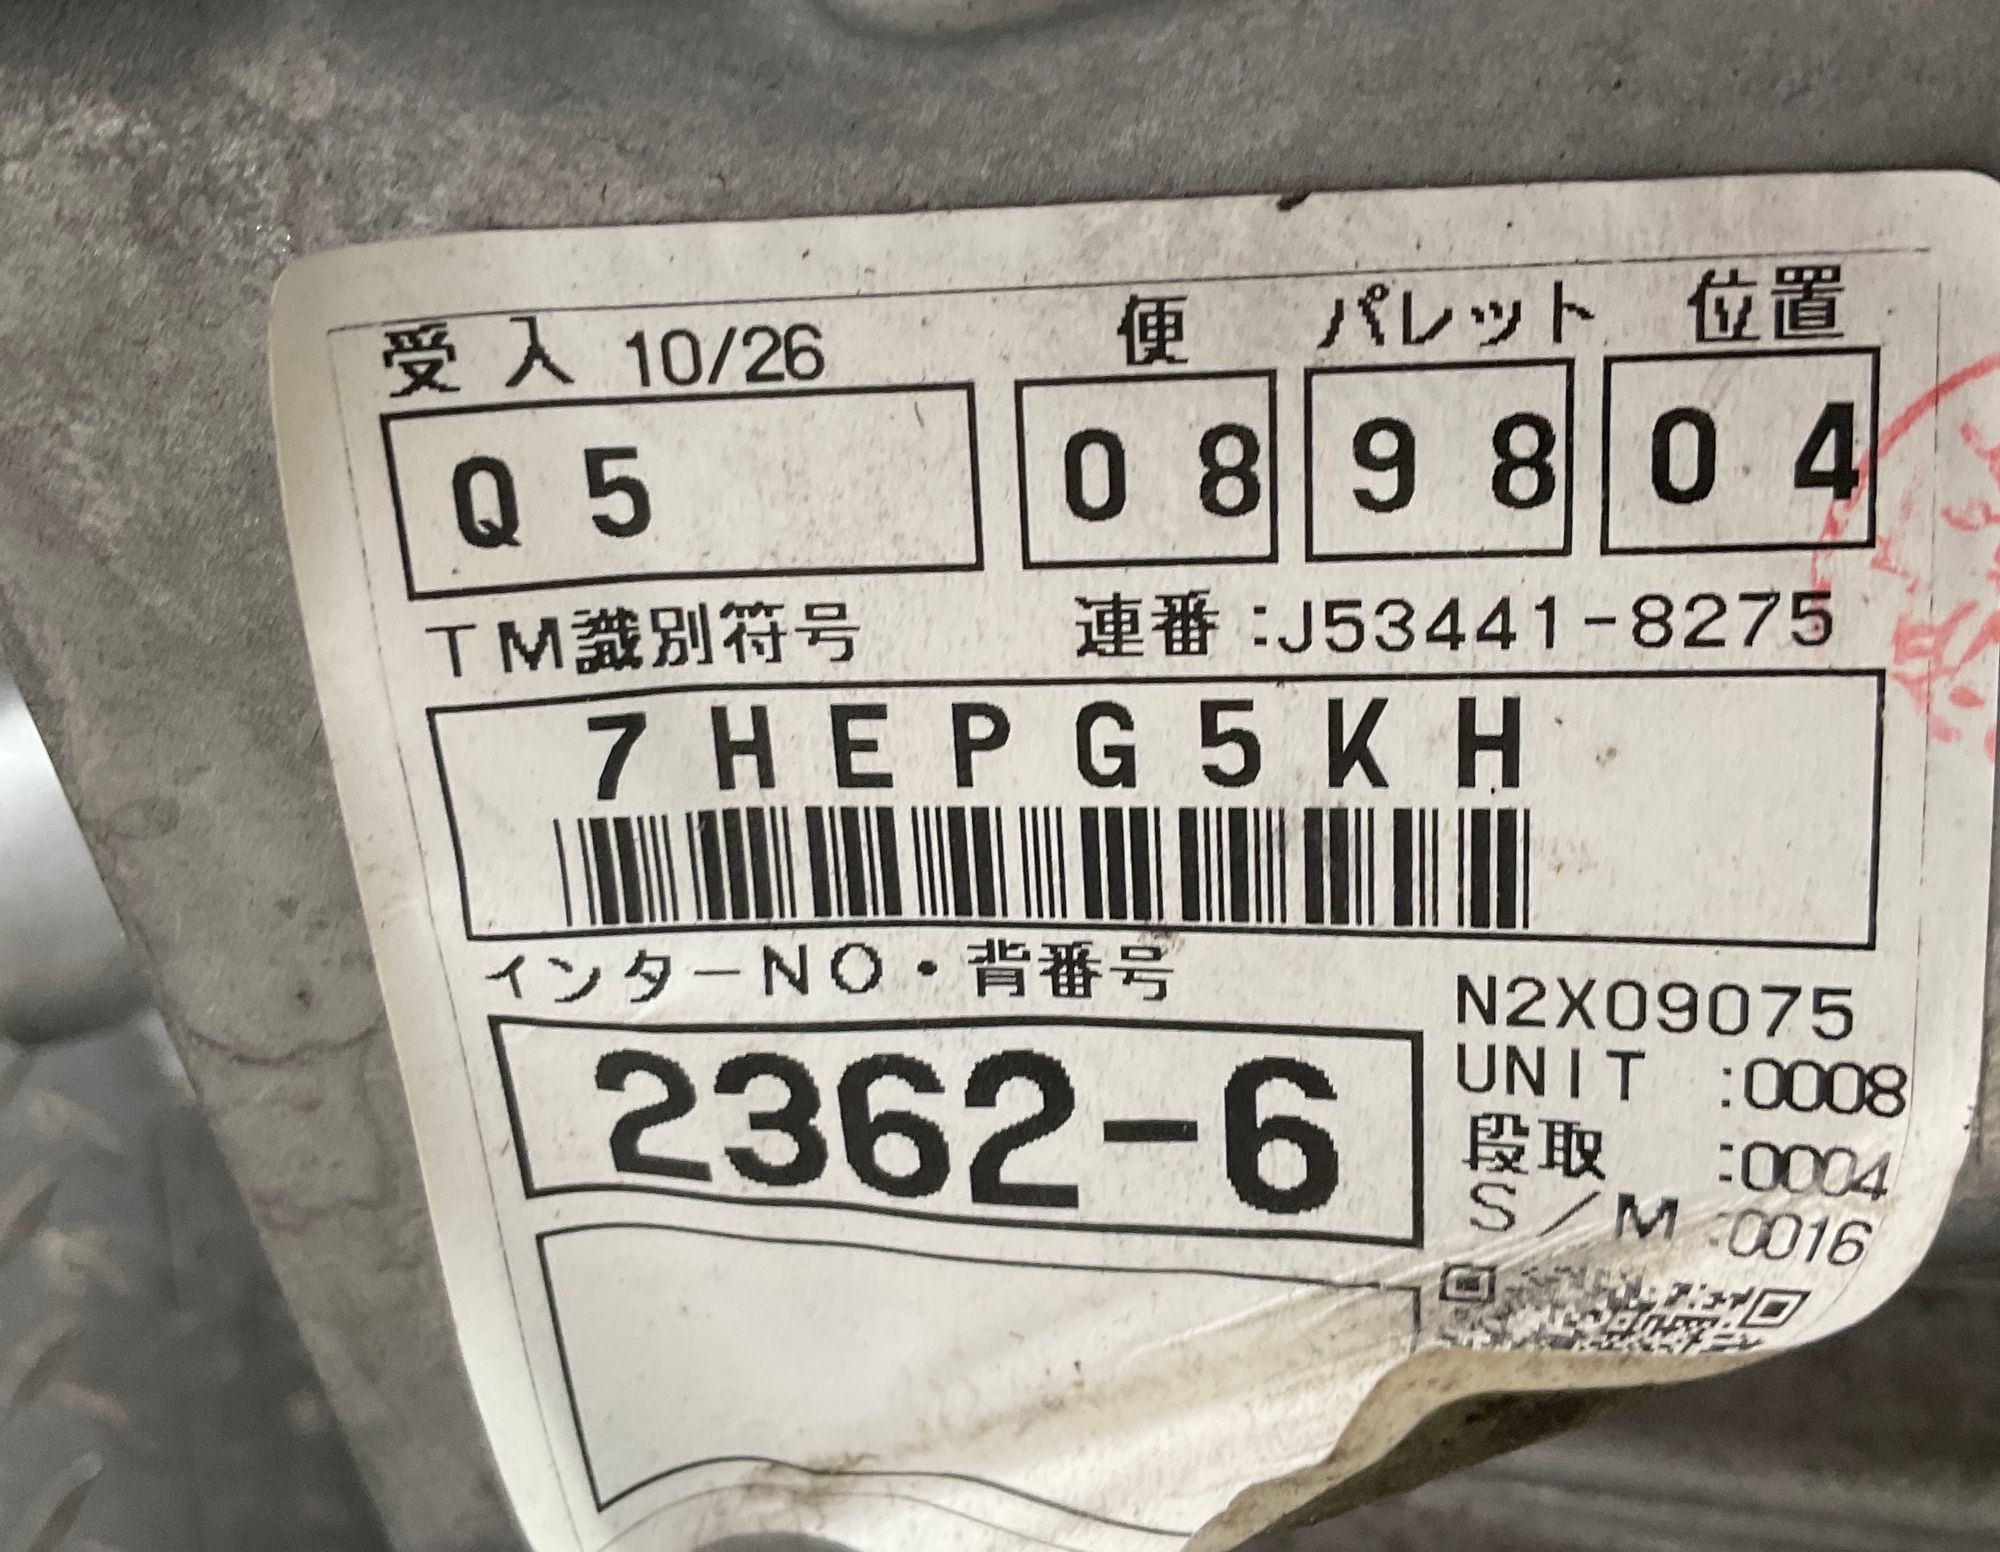 受入 10/26 便 パレット 位置
Q5 08 98 04
TM識別符号 連番:J53441-8275
7HEPG5KH
インターNO・背番号
2362-6
N2X09075
UNIT :0008
段取 :0004
S/M :0016